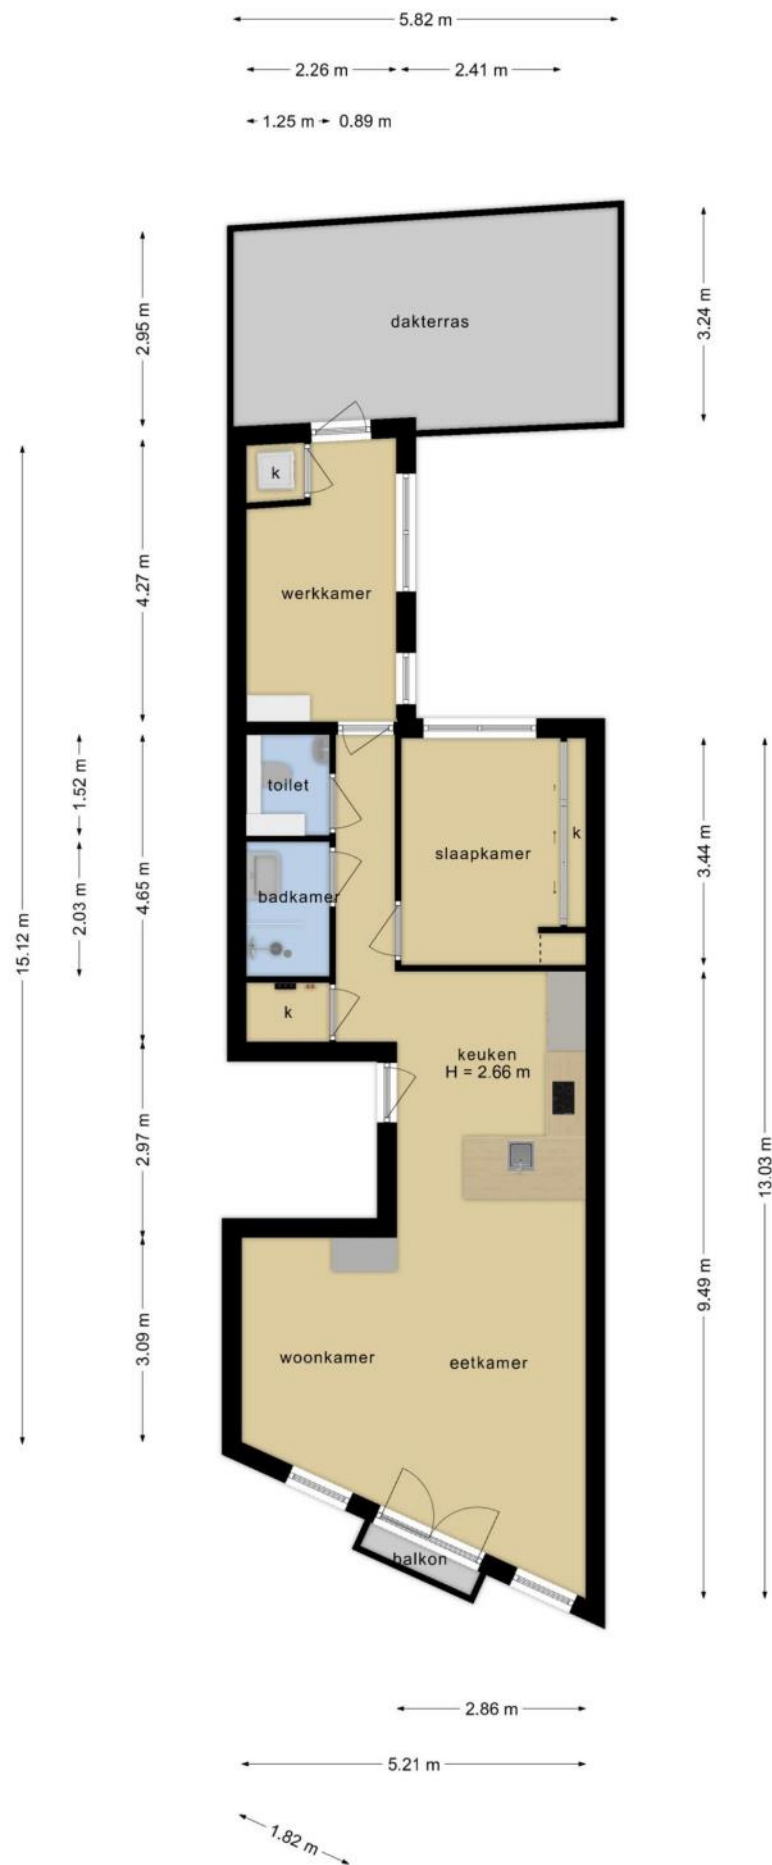 5.82 m
2.26 m 2.41 m
1.25 m 0.89 m
2.95 m
3.24 m
dakterras
k
4.27 m
werkkamer
1.52 m
toilet
slaapkamer
k
3.44 m
4.65 m
2.03 m
badkamer
15.12 m
k
keuken
H = 2.66 m
2.97 m
13.03 m
9.49 m
3.09 m
woonkamer
eetkamer
balkon
2.86 m
5.21 m
1.82 m